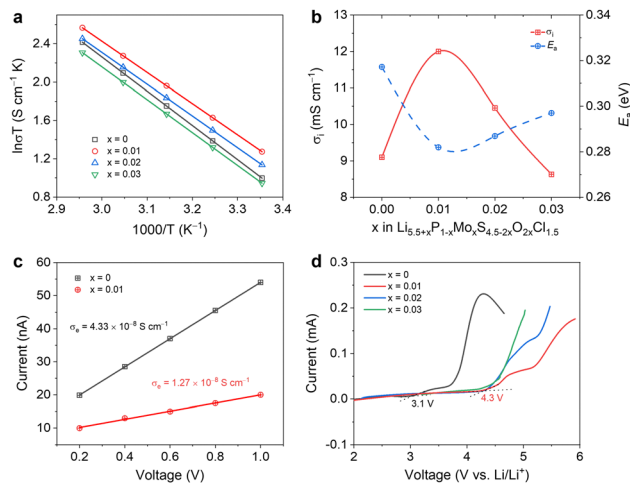 a
lnσT (S cm⁻¹ K)
2.4
2.0
1.6
1.2
0.8
x = 0
x = 0.01
x = 0.02
x = 0.03
2.9 3.0 3.1 3.2 3.3 3.4
1000/T (K⁻¹)
b
σᵢ (mS cm⁻¹)
13
12
11
10
9
8
σᵢ
Eₐ
0.34
0.32
0.30
0.28
0.26
Eₐ (eV)
0.00 0.01 0.02 0.03
x in Li₅.₅₊ₓP₁₋ₓMoₓS₄.₅₋₂ₓO₂ₓCl₁.₅
c
Current (nA)
60
50
40
30
20
10
x = 0
x = 0.01
σₑ = 4.33 × 10⁻⁸ S cm⁻¹
σₑ = 1.27 × 10⁻⁸ S cm⁻¹
0.2 0.4 0.6 0.8 1.0
Voltage (V)
d
Current (mA)
0.3
0.2
0.1
0.0
-0.1
x = 0
x = 0.01
x = 0.02
x = 0.03
3.1 V
4.3 V
2 3 4 5 6
Voltage (V vs. Li/Li⁺)